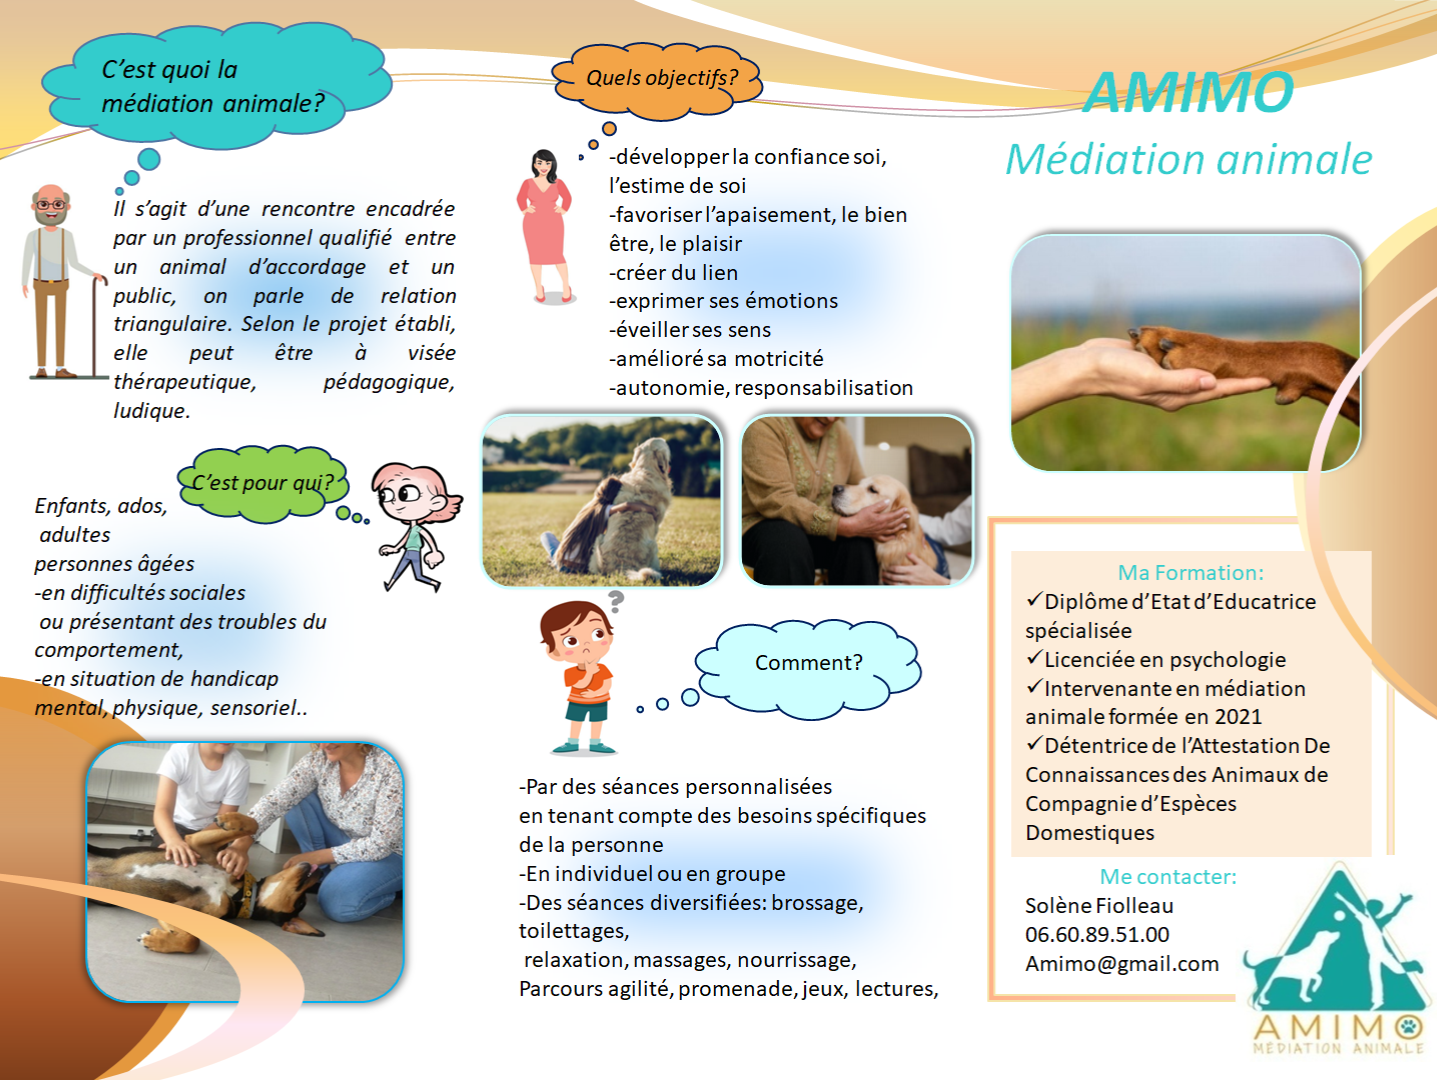 C’est quoi la
médiation animale?
Il s’agit d’une rencontre encadrée
par un professionnel qualifié entre
un animal d’accordage et un
public, on parle de relation
triangulaire. Selon le projet établi,
elle peut être à visée
thérapeutique, pédagogique,
ludique.
C’est pour qui?
Enfants, ados,
adultes
personnes âgées
-en difficultés sociales
ou présentant des troubles du
comportement,
-en situation de handicap
mental, physique, sensoriel..
Quels objectifs?
-développer la confiance soi,
l’estime de soi
-favoriser l’apaisement, le bien
être, le plaisir
-créer du lien
-exprimer ses émotions
-éveiller ses sens
-amélioré sa motricité
-autonomie, responsabilisation
?
Comment?
-Par des séances personnalisées
en tenant compte des besoins spécifiques
de la personne
-En individuel ou en groupe
-Des séances diversifiées: brossage,
toilettages,
relaxation, massages, nourrissage,
Parcours agilité, promenade, jeux, lectures,
AMIMO
Médiation animale
Ma Formation:
✓Diplôme d’Etat d’Educatrice
spécialisée
✓Licenciée en psychologie
✓Intervenante en médiation
animale formée en 2021
✓Détentrice de l’Attestation De
Connaissances des Animaux de
Compagnie d’Espèces
Domestiques
Me contacter:
Solène Fiolleau
06.60.89.51.00
Amimo@gmail.com
AMIMO
MÉDIATION ANIMALE